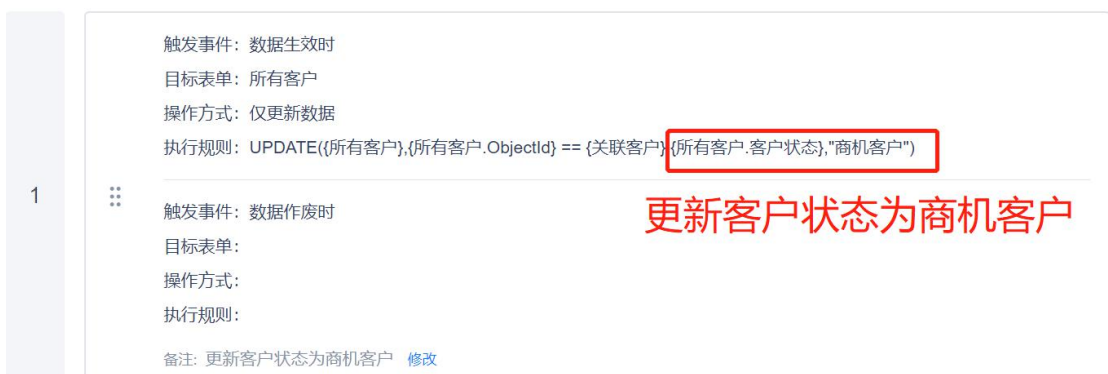 触发事件：数据生效时
目标表单：所有客户
操作方式：仅更新数据
执行规则：UPDATE({所有客户},{所有客户.ObjectId} == {关联客户},{所有客户.客户状态},"商机客户")
更新客户状态为商机客户
1
触发事件：数据作废时
目标表单：
操作方式：
执行规则：
备注: 更新客户状态为商机客户 修改